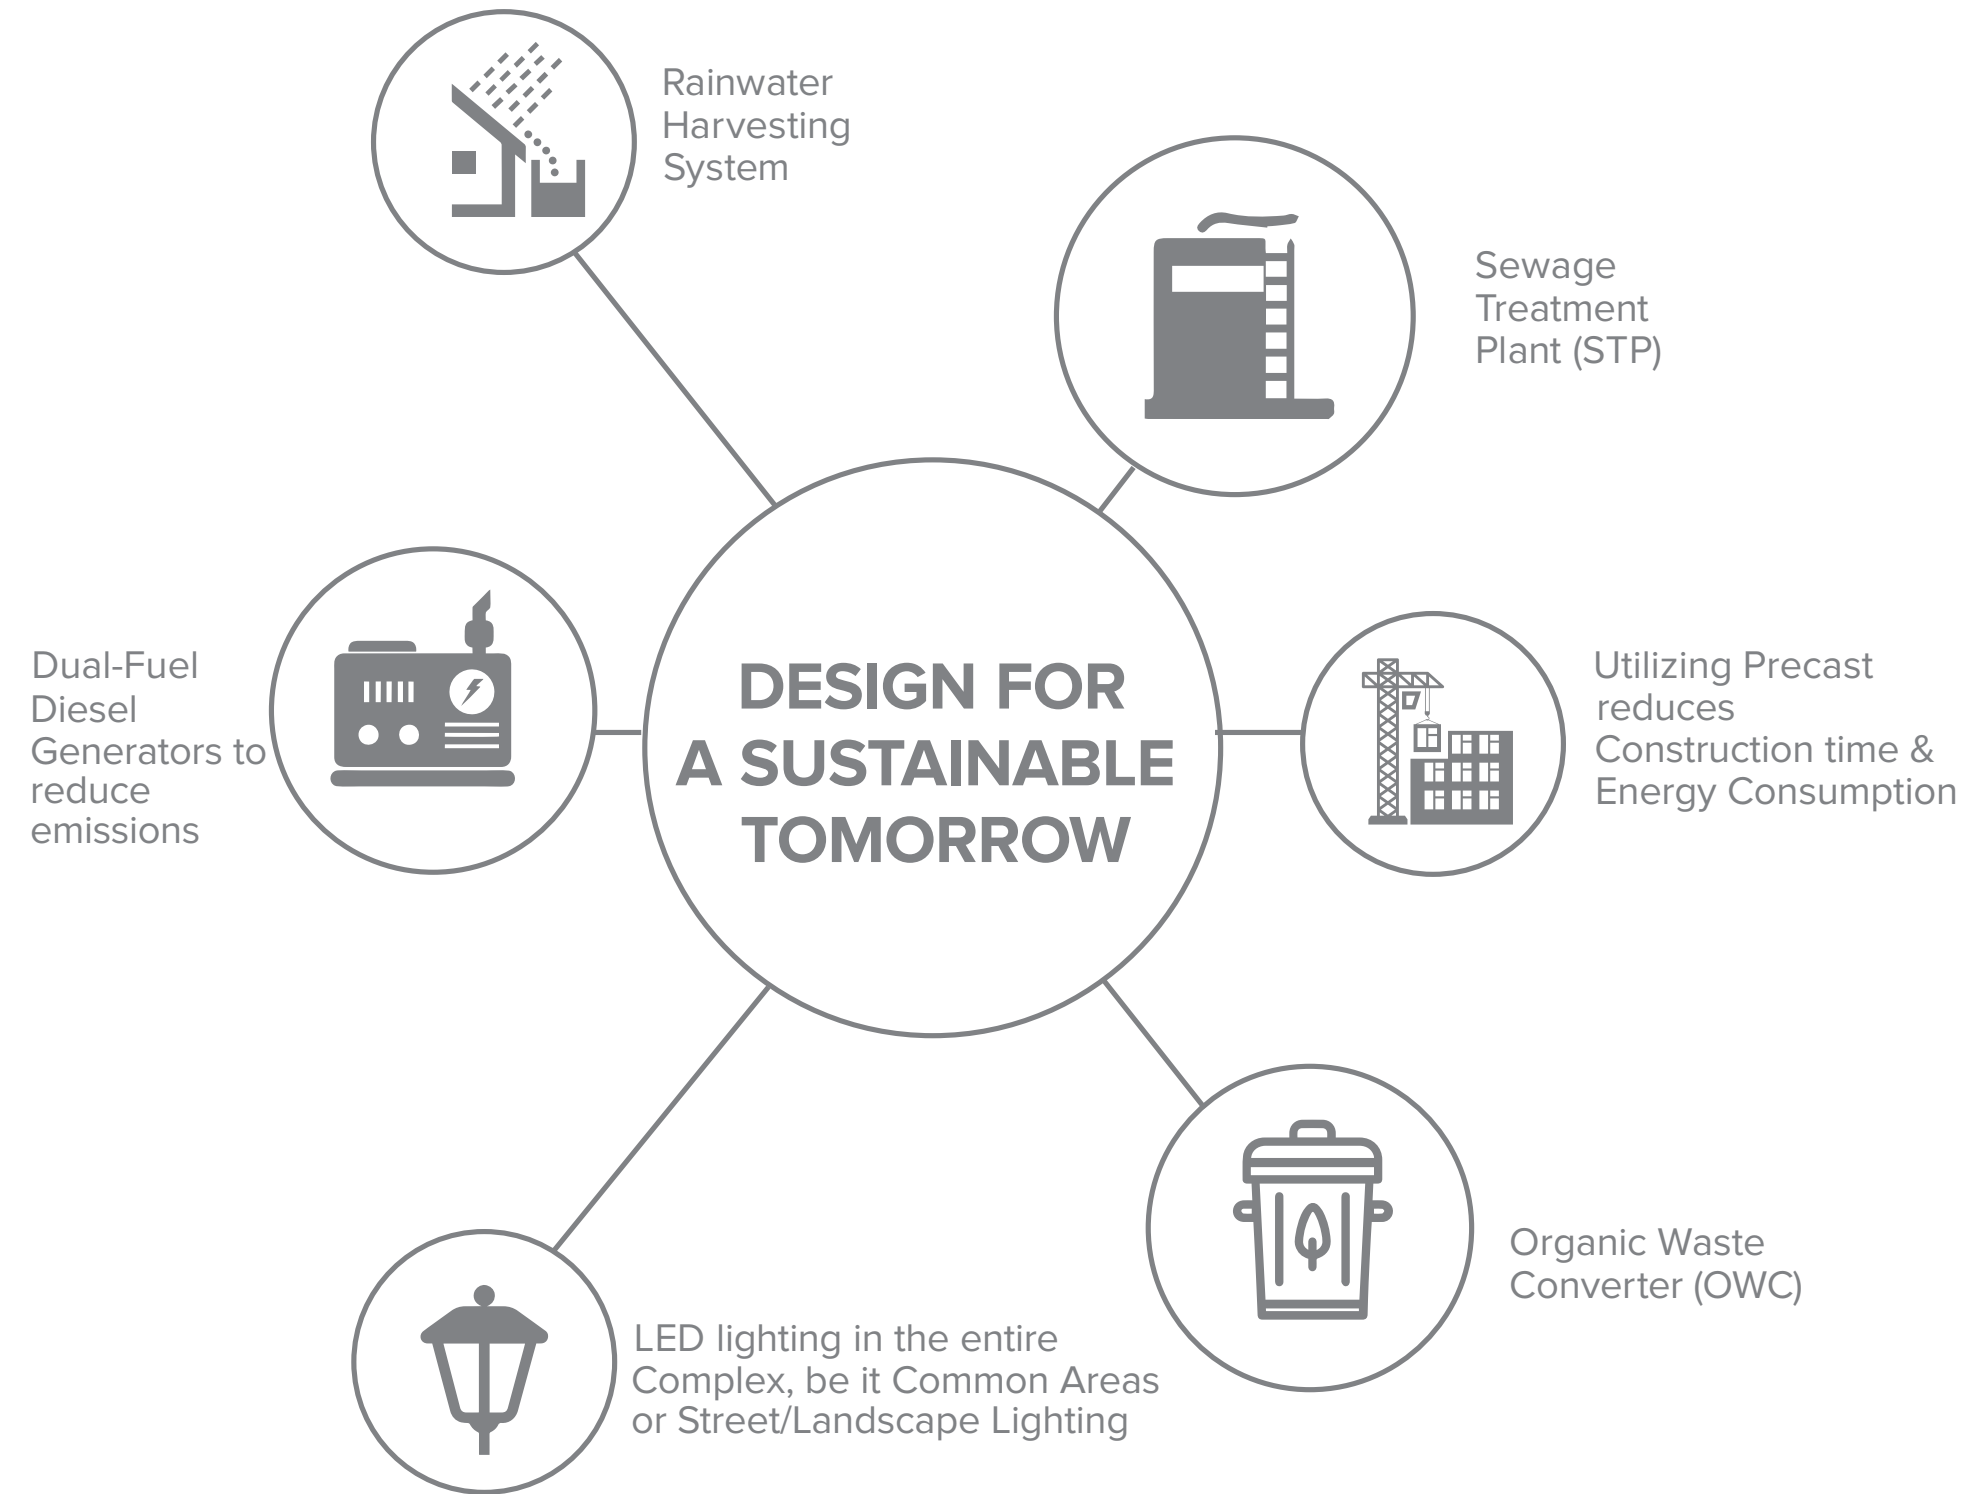 Rainwater
Harvesting
System
Sewage
Treatment
Plant (STP)
Dual-Fuel
Diesel
Generators to
reduce
emissions
DESIGN FOR
A SUSTAINABLE
TOMORROW
Utilizing Precast
reduces
Construction time &
Energy Consumption
Organic Waste
Converter (OWC)
LED lighting in the entire
Complex, be it Common Areas
or Street/Landscape Lighting